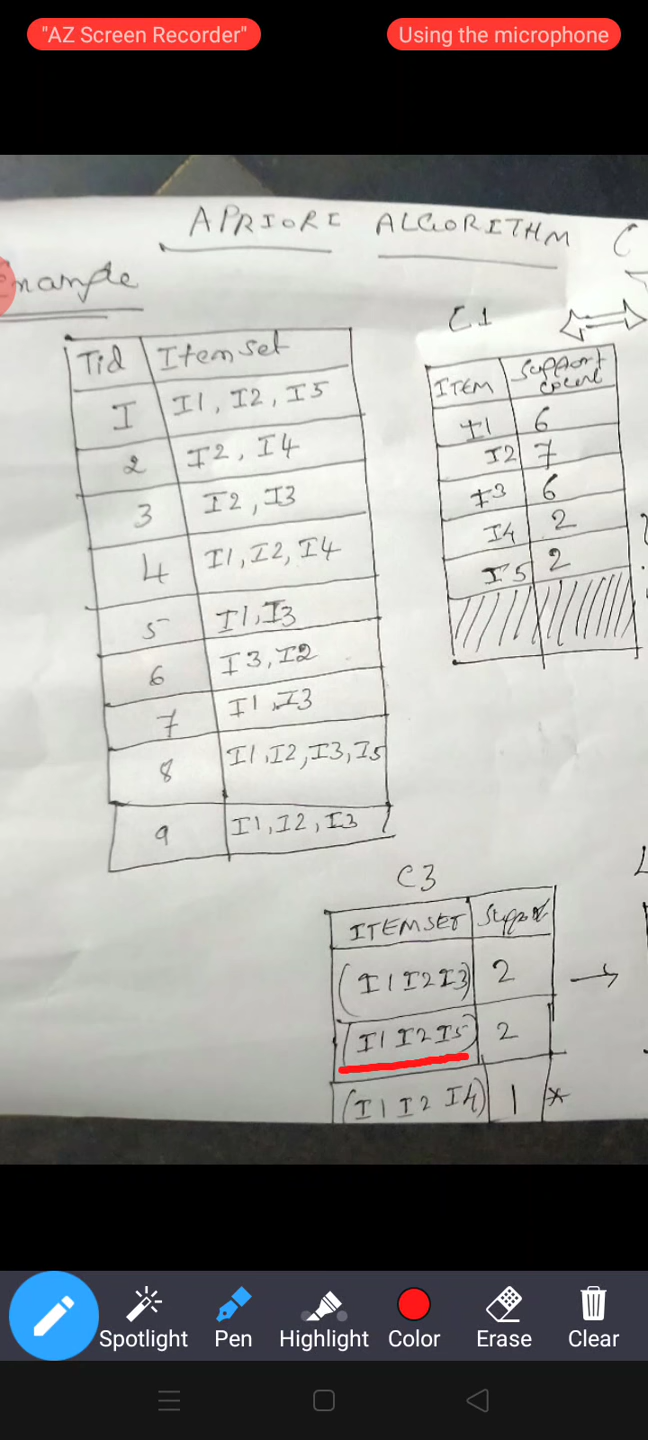 "AZ Screen Recorder"
Using the microphone
APRIORI ALGORITHM C
Example
Tid Itemset
I I1, I2, I5
2 I2, I4
3 I2, I3
4 I1, I2, I4
5 I1, I3
6 I3, I2
7 I1, I3
8 I1, I2, I3, I5
9 I1, I2, I3
C1
ITEM Support count
I1 6
I2 7
I3 6
I4 2
I5 2
C3
ITEMSET Support
(I1 I2 I3) 2
(I1 I2 I5) 2
(I1 I2 I4) 1 *
Spotlight
Pen
Highlight
Color
Erase
Clear